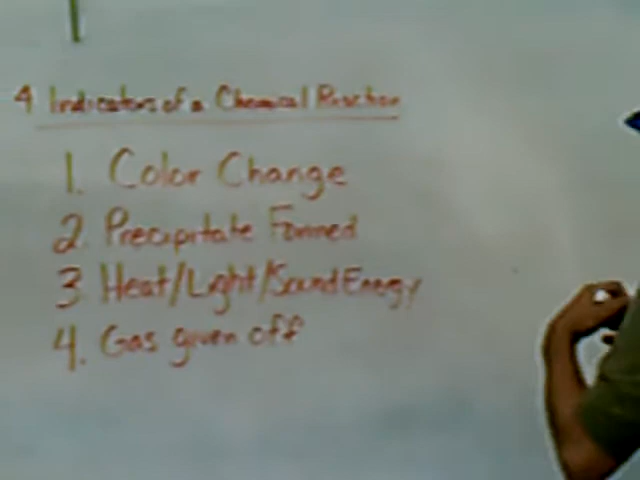 4 Indicators of a Chemical Reaction
1. Color Change
2. Precipitate Formed
3 Heat/Light/Sound Energy
4. Gas given off